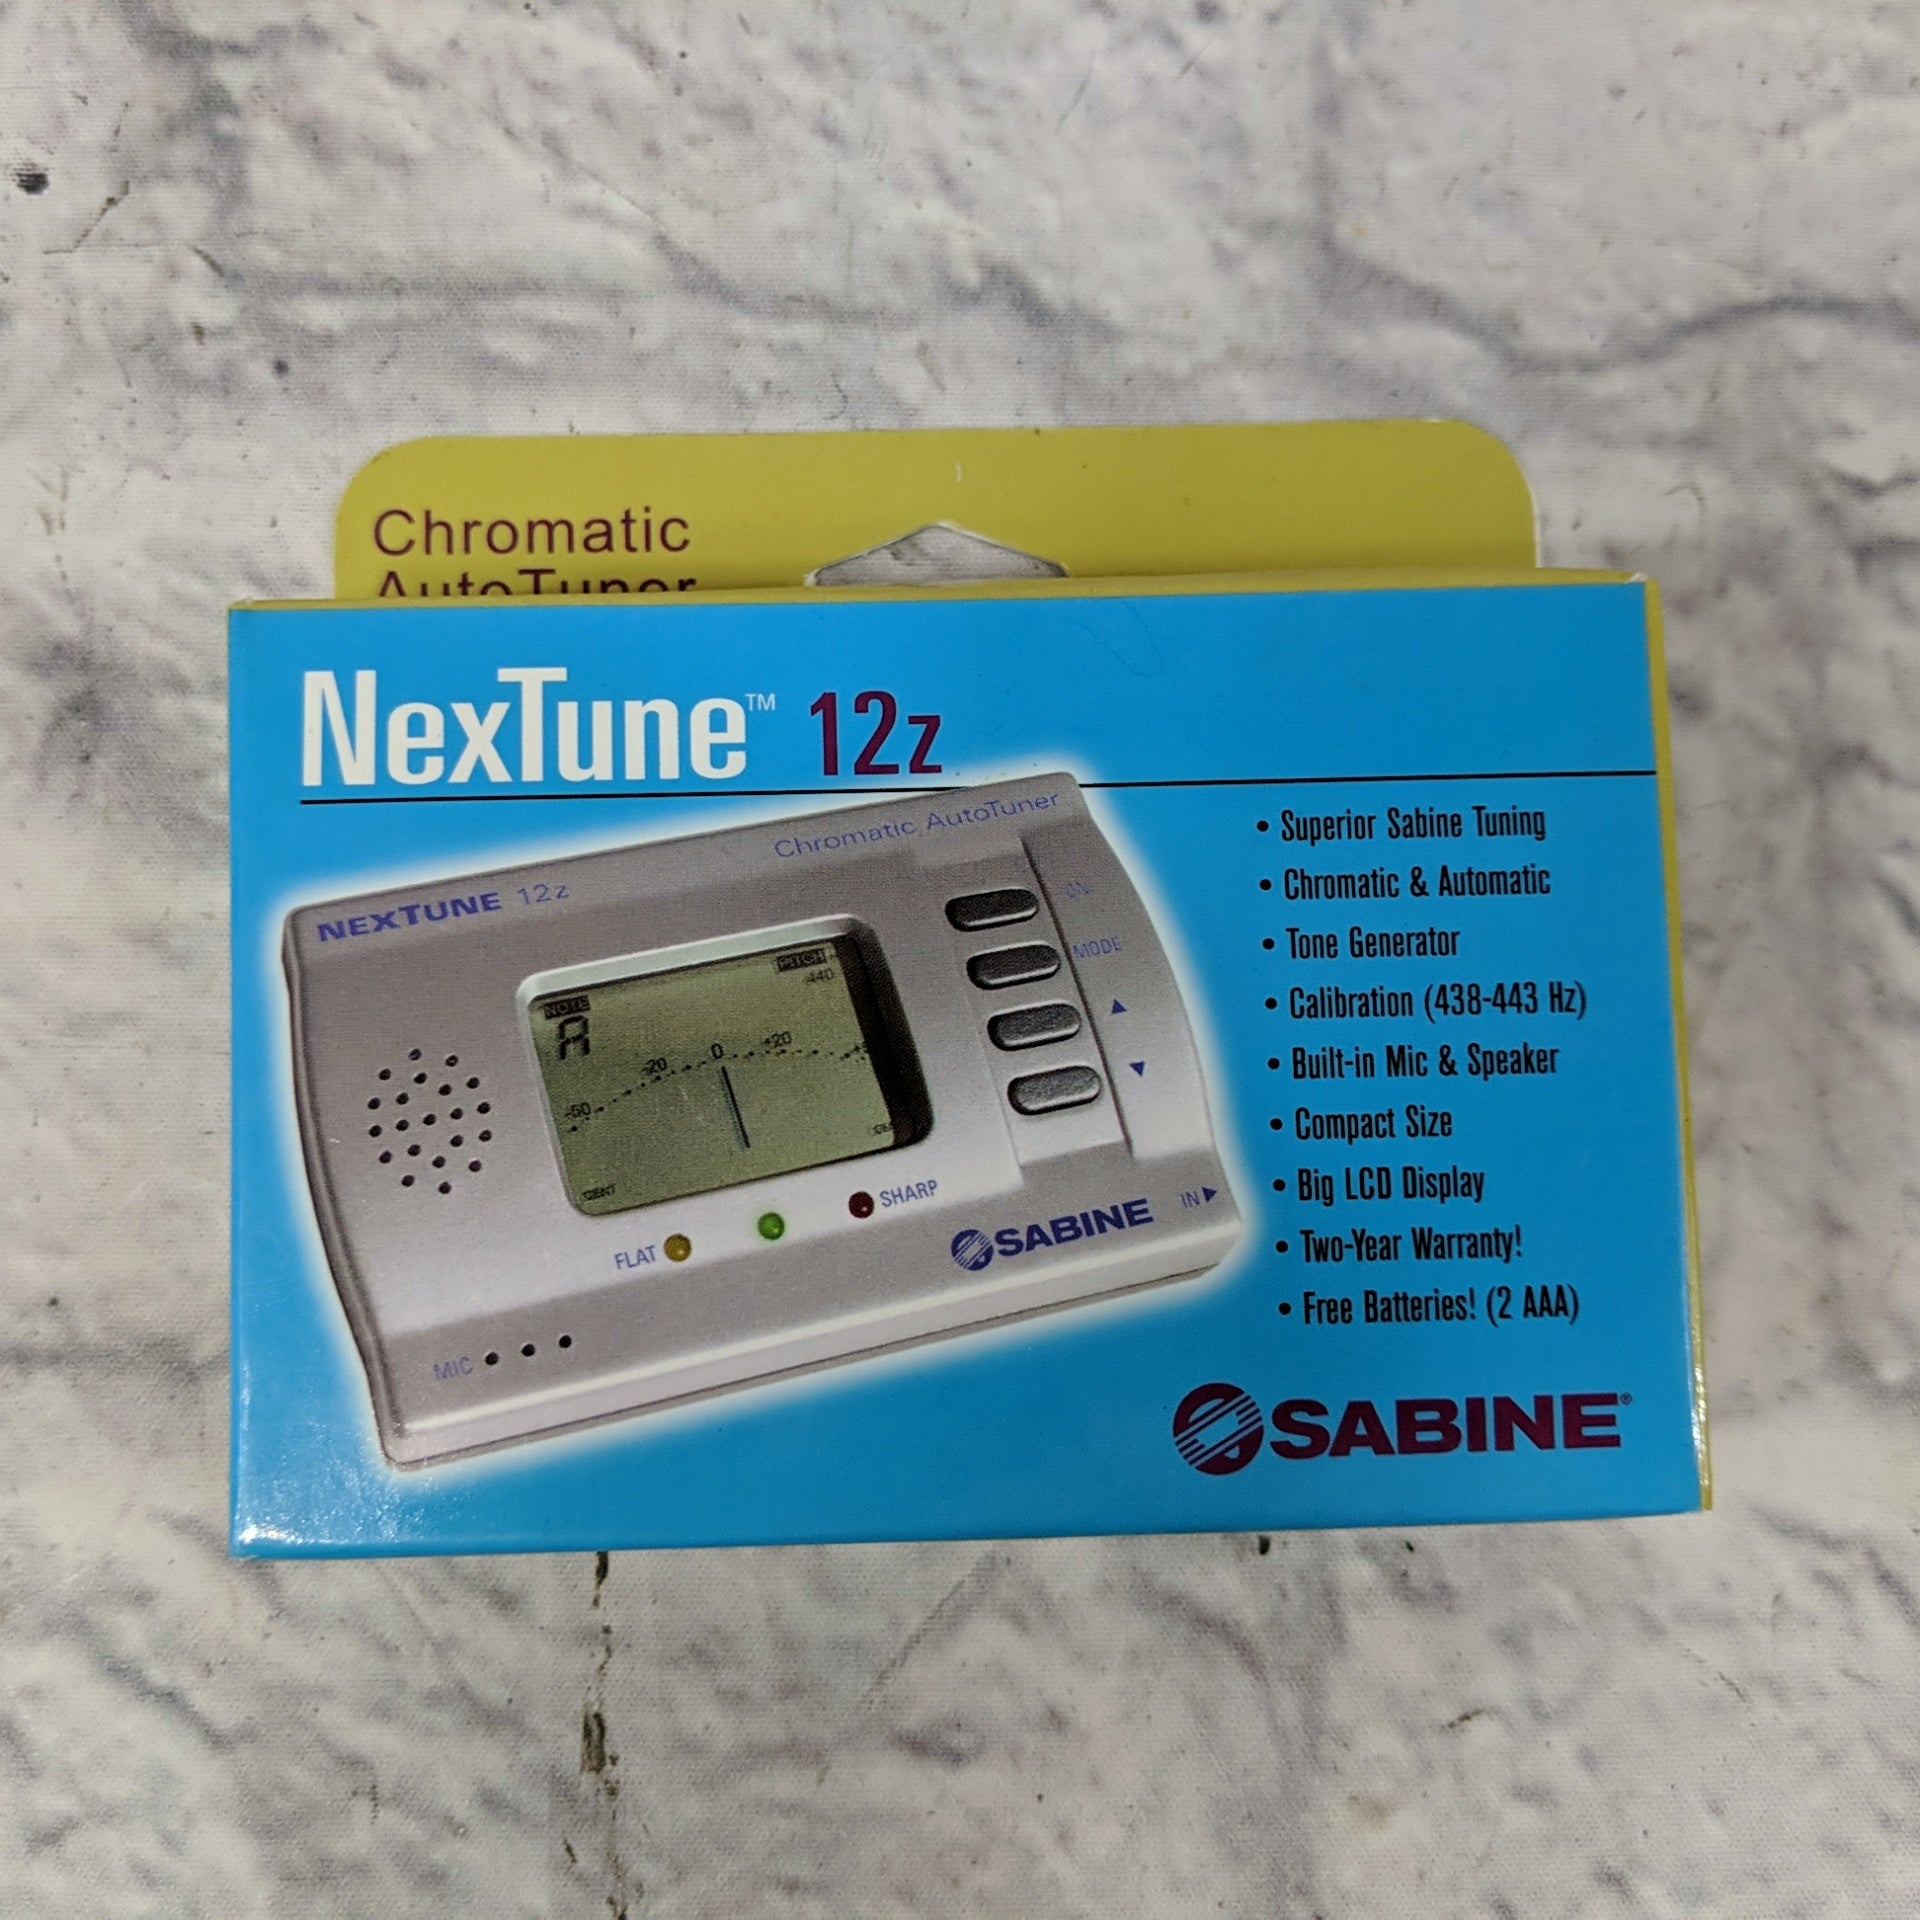 Chromatic
AutoTuner
NexTune™ 12z
Chromatic AutoTuner
NEXTUNE 12z
ON
MODE
▲
▼
NOTE
A
PITCH
440
-50
-20
0
+20
FLAT
SHARP
SABINE
IN ▶
MIC
• Superior Sabine Tuning
• Chromatic & Automatic
• Tone Generator
• Calibration (438-443 Hz)
• Built-in Mic & Speaker
• Compact Size
• Big LCD Display
• Two-Year Warranty!
• Free Batteries! (2 AAA)
SABINE®